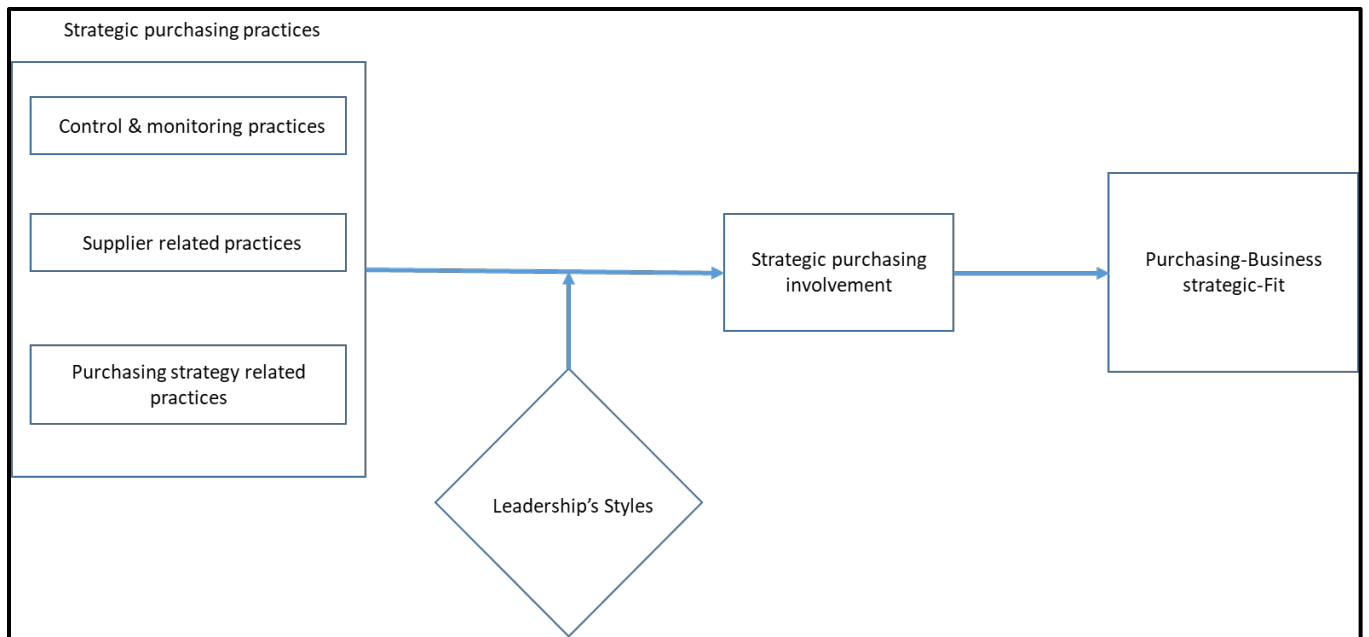 Strategic purchasing practices
Control & monitoring practices
Supplier related practices
Purchasing strategy related
practices
Strategic purchasing
involvement
Purchasing-Business
strategic-Fit
Leadership’s Styles